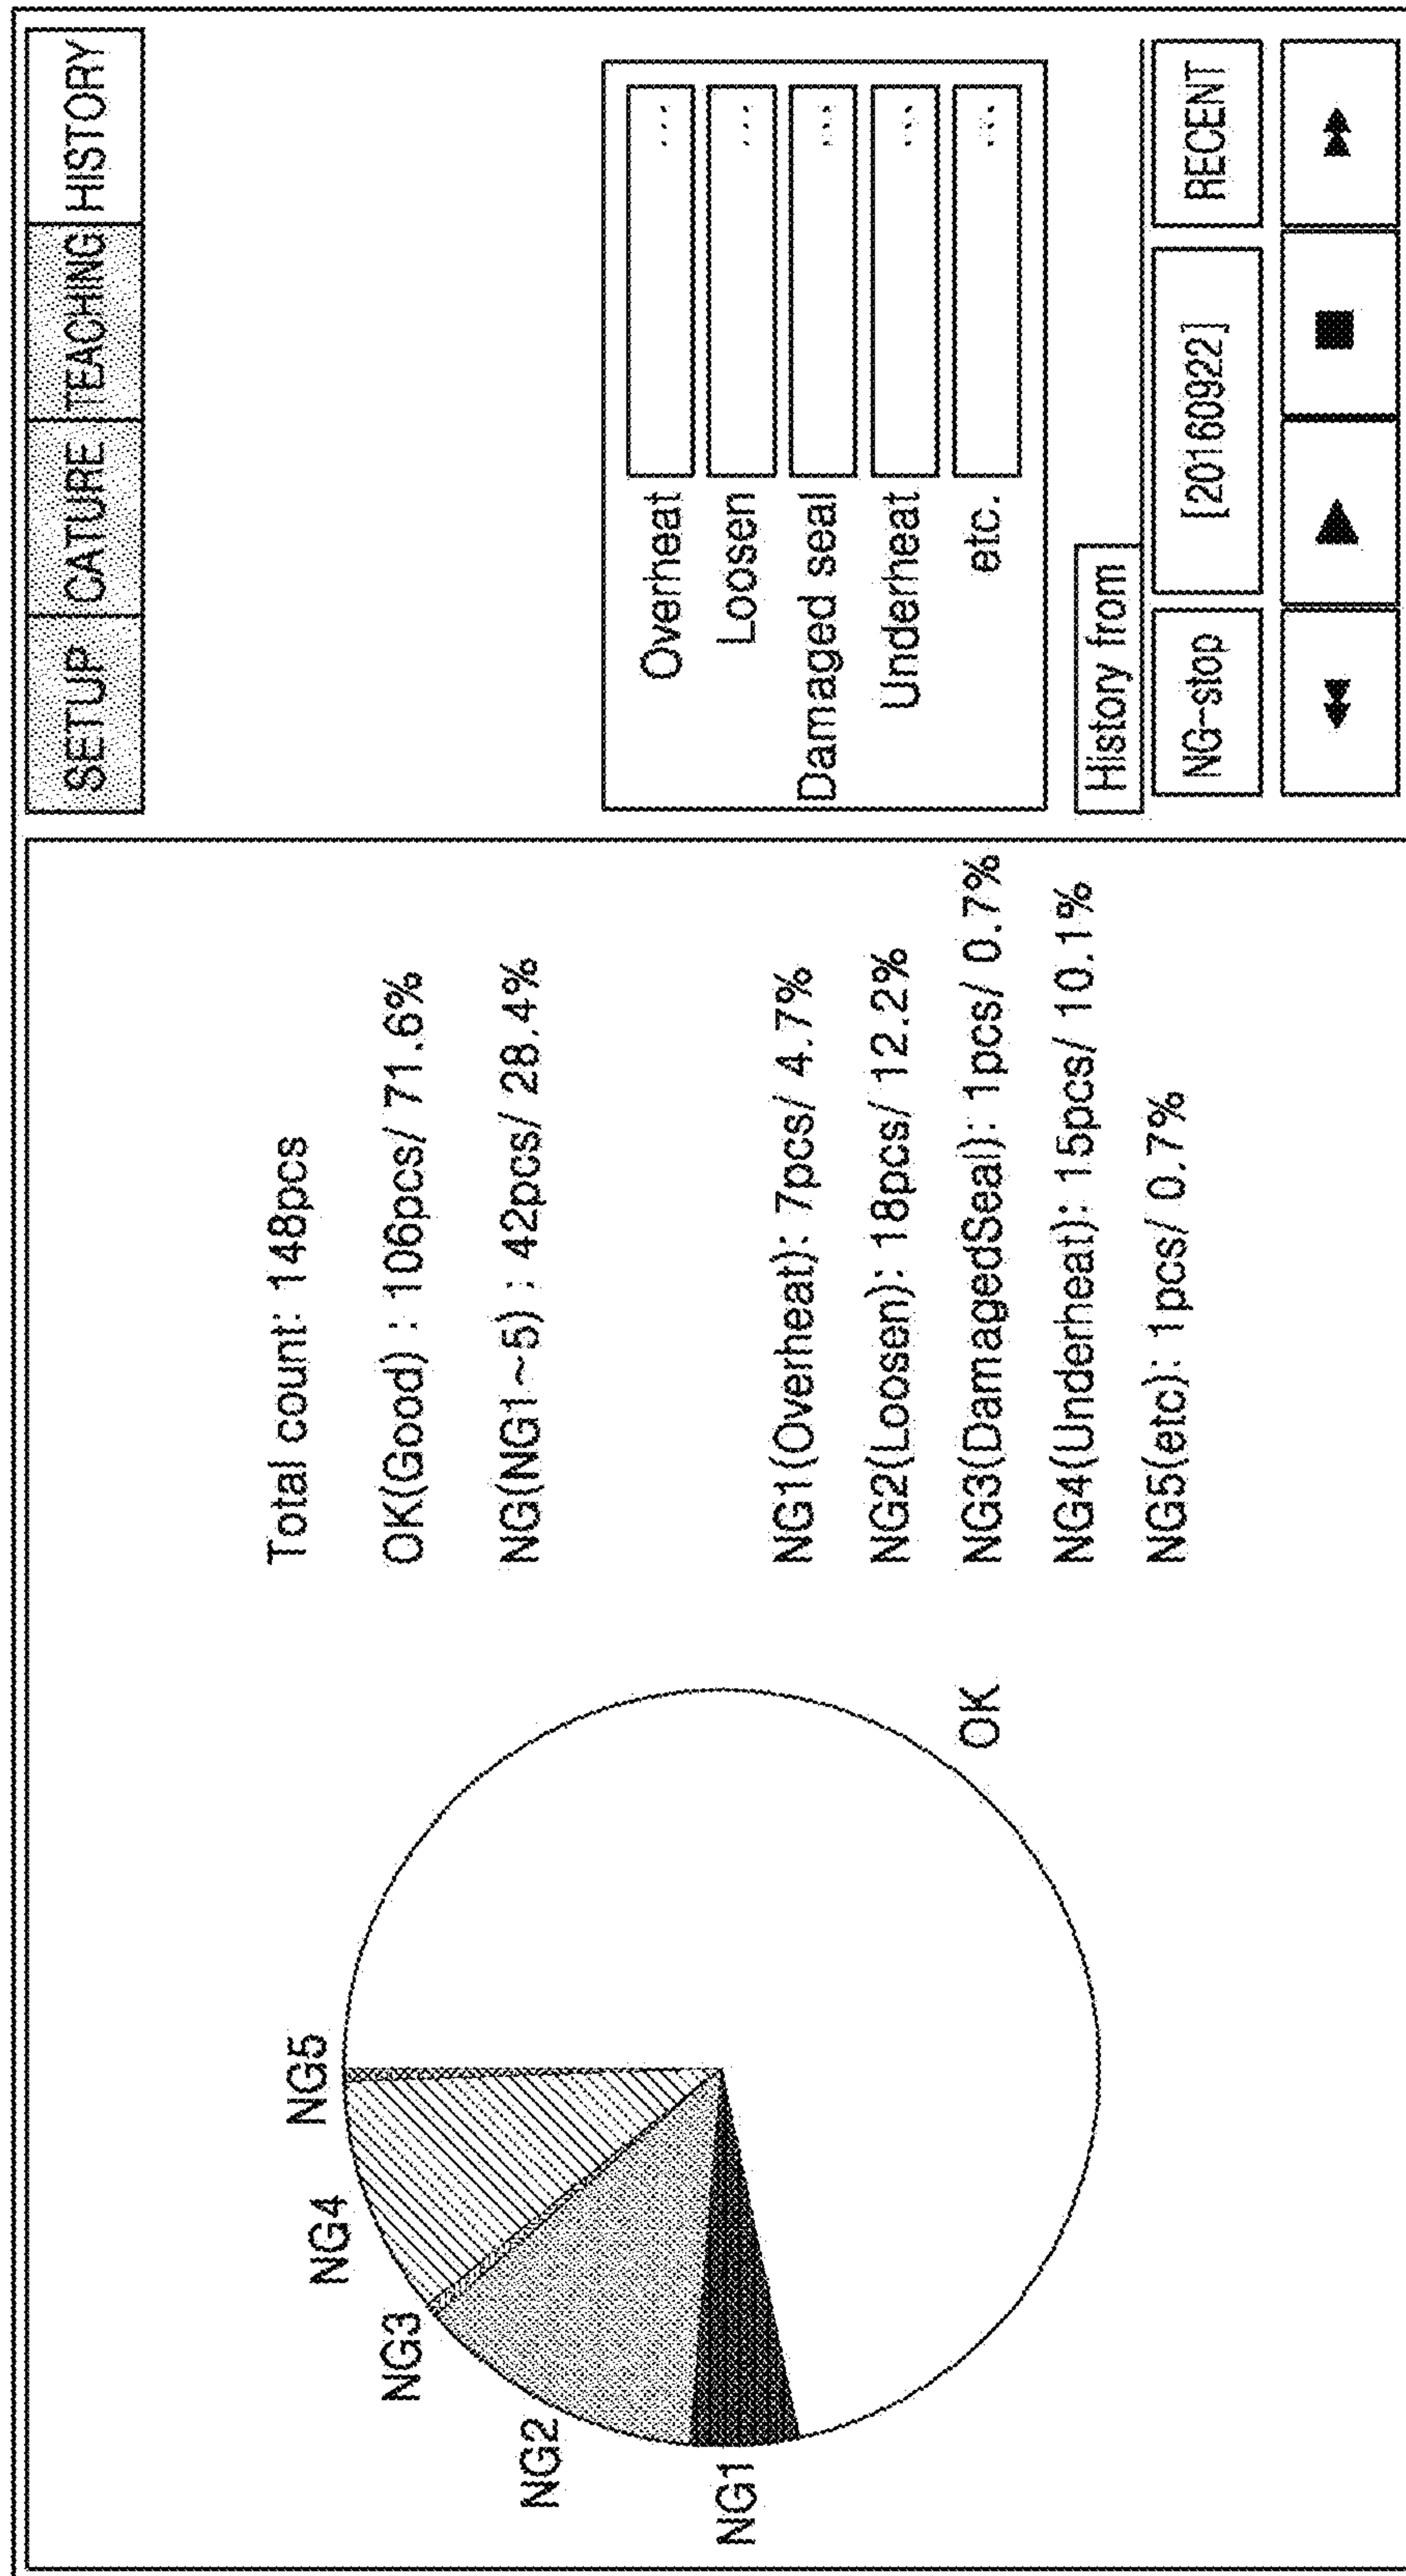 SETUP CATURE TEACHING HISTORY
Total count: 148pcs
OK(Good) : 106pcs/ 71.6%
NG(NG1~5) : 42pcs/ 28.4%
NG1(Overheat): 7pcs/ 4.7%
NG2(Loosen): 18pcs/ 12.2%
NG3(DamagedSeal): 1pcs/ 0.7%
NG4(Underheat): 15pcs/ 10.1%
NG5(etc): 1pcs/ 0.7%
NG5
NG4
NG3
NG2
NG1
OK
Overheat ...
Loosen ...
Damaged seal ...
Underheat ...
etc. ...
History from
NG-stop [20160922] RECENT